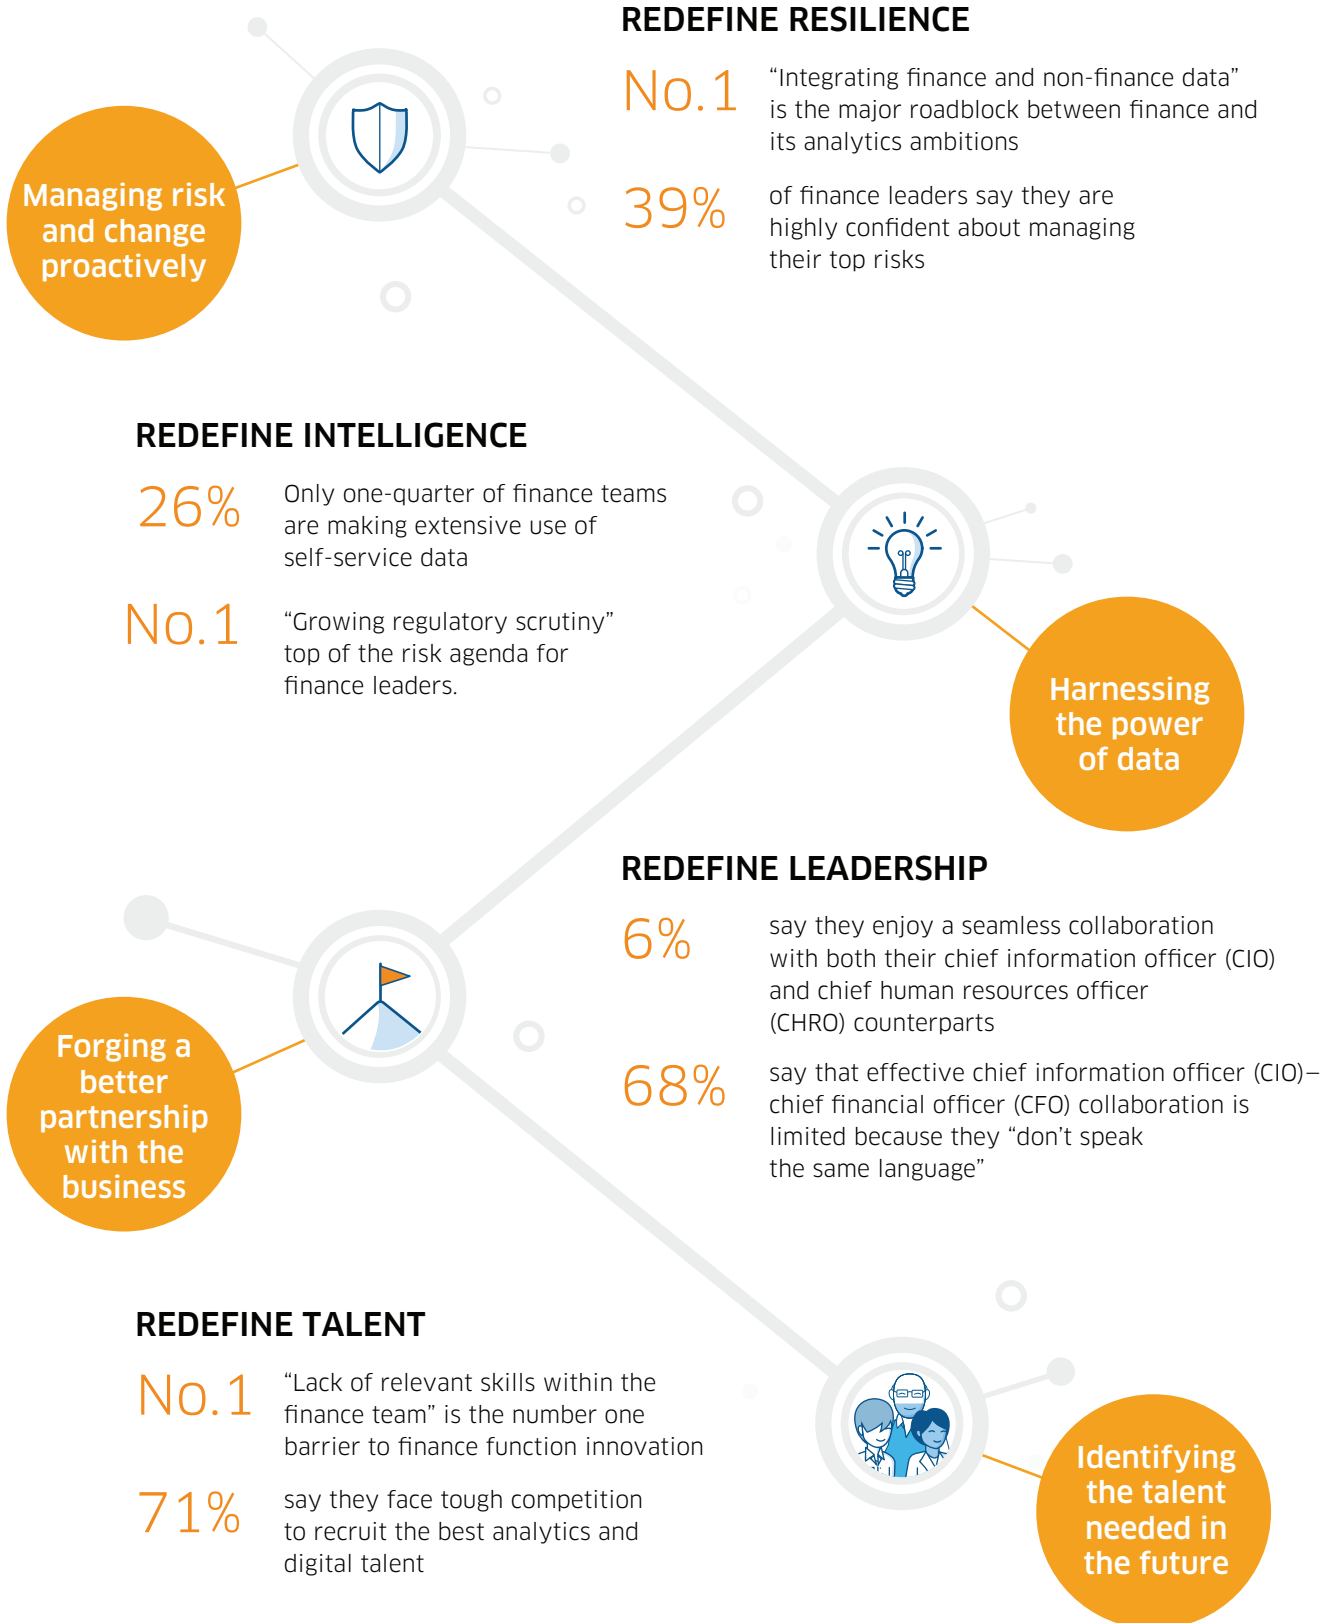 REDEFINE RESILIENCE
No.1
“Integrating finance and non-finance data”
is the major roadblock between finance and
its analytics ambitions
39%
of finance leaders say they are
highly confident about managing
their top risks
Managing risk
and change
proactively
REDEFINE INTELLIGENCE
26%
Only one-quarter of finance teams
are making extensive use of
self-service data
No.1
“Growing regulatory scrutiny”
top of the risk agenda for
finance leaders.
Harnessing
the power
of data
REDEFINE LEADERSHIP
6%
say they enjoy a seamless collaboration
with both their chief information officer (CIO)
and chief human resources officer
(CHRO) counterparts
68%
say that effective chief information officer (CIO)–
chief financial officer (CFO) collaboration is
limited because they “don’t speak
the same language”
Forging a
better
partnership
with the
business
REDEFINE TALENT
No.1
“Lack of relevant skills within the
finance team” is the number one
barrier to finance function innovation
71%
say they face tough competition
to recruit the best analytics and
digital talent
Identifying
the talent
needed in
the future